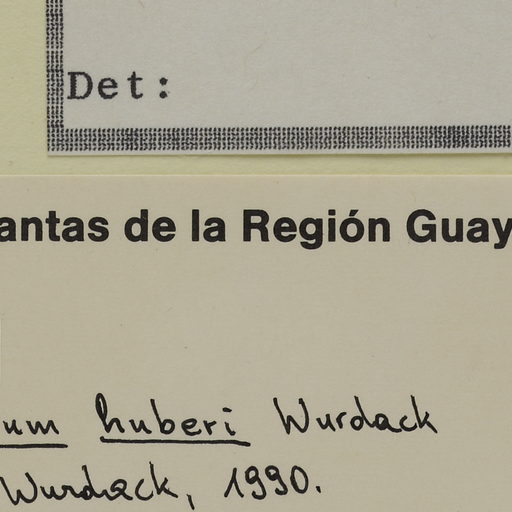 Det:
antas de la Región Guay
um huberi Wurdack
Wurdack, 1990.